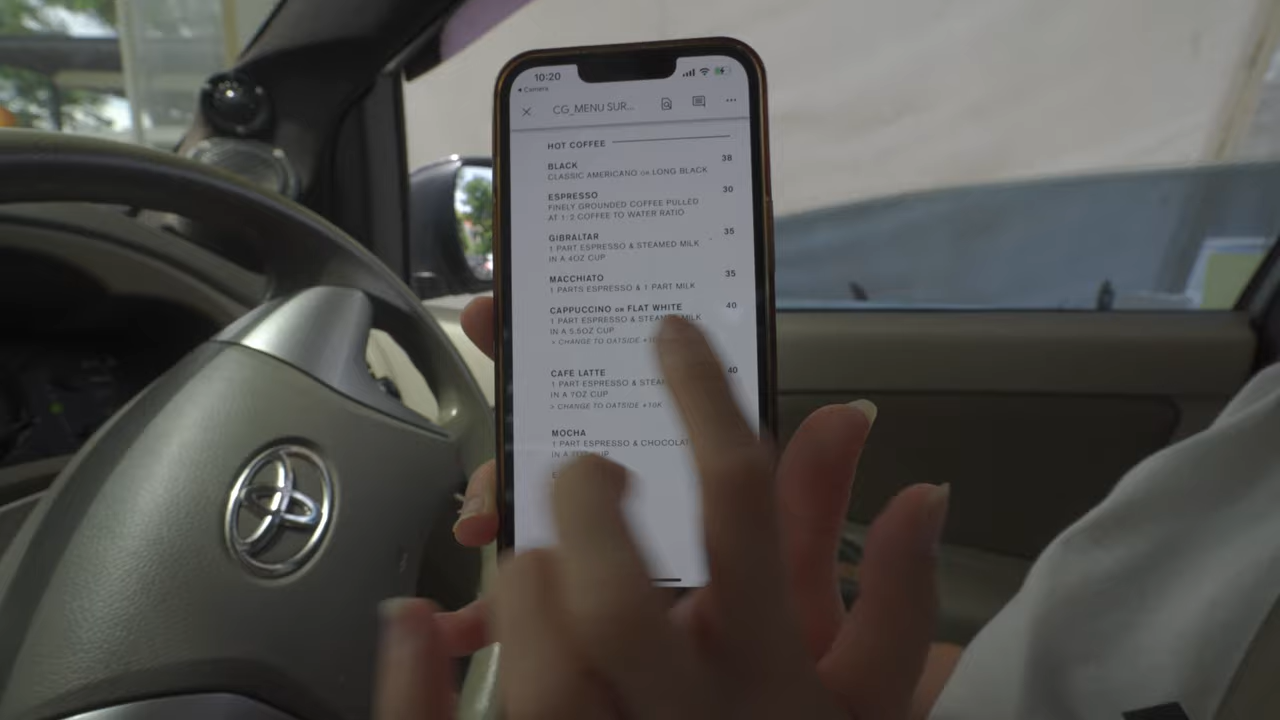 10:20
Camera
CG_MENU SUR...
HOT COFFEE
BLACK 38
CLASSIC AMERICANO OR LONG BLACK
ESPRESSO 30
FINELY GROUNDED COFFEE PULLED
AT 1:2 COFFEE TO WATER RATIO
GIBRALTAR 35
1 PART ESPRESSO & STEAMED MILK
IN A 4OZ CUP
MACCHIATO 35
1 PARTS ESPRESSO & 1 PART MILK
CAPPUCCINO OR FLAT WHITE 40
1 PART ESPRESSO & STEAMED MILK
IN A 5.5OZ CUP
CHANGE TO OATSIDE
CAFE LATTE 40
1 PART ESPRESSO &
IN A 7OZ CUP
> CHANGE TO OATSIDE +10K
MOCHA
1 PART ESPRESSO &
IN A